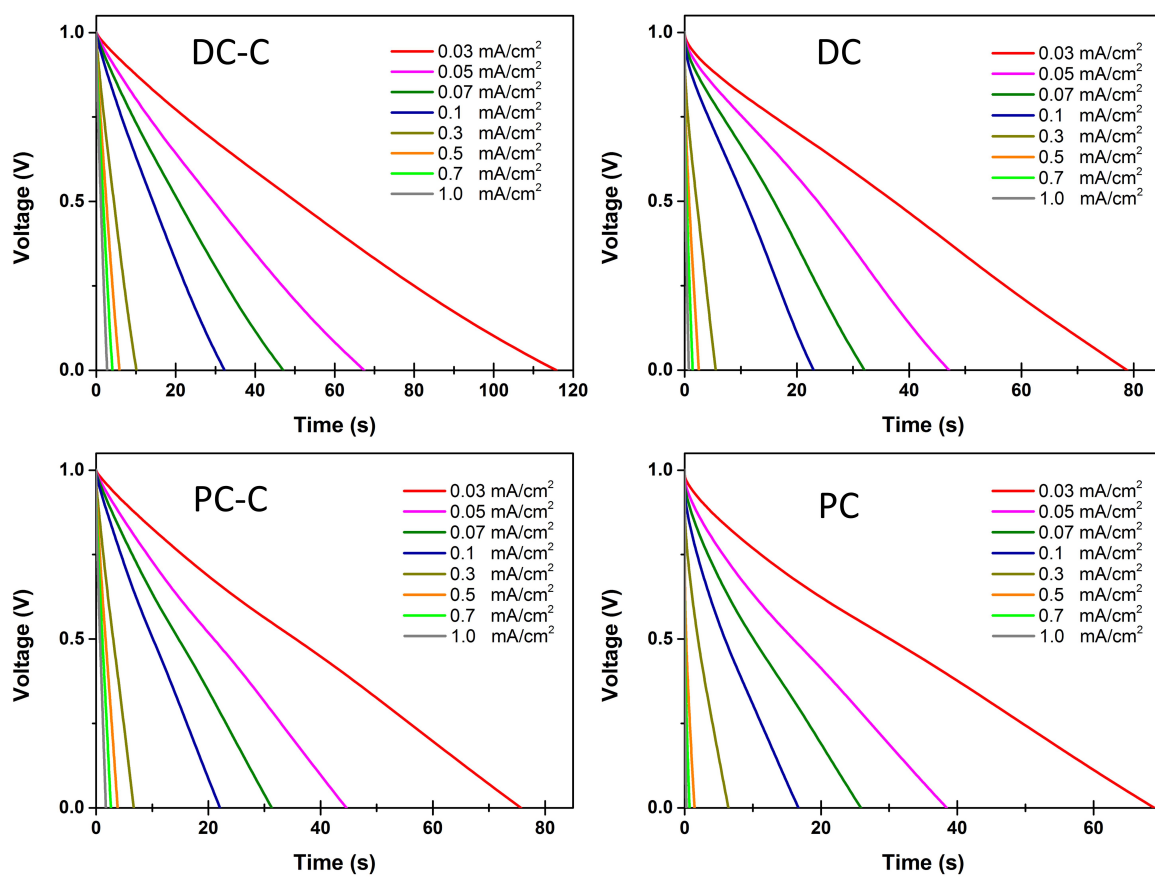 DC-C
1.0
0.5
0.0
Voltage (V)
0.03 mA/cm²
0.05 mA/cm²
0.07 mA/cm²
0.1 mA/cm²
0.3 mA/cm²
0.5 mA/cm²
0.7 mA/cm²
1.0 mA/cm²
0 20 40 60 80 100 120
Time (s)
DC
1.0
0.5
0.0
Voltage (V)
0.03 mA/cm²
0.05 mA/cm²
0.07 mA/cm²
0.1 mA/cm²
0.3 mA/cm²
0.5 mA/cm²
0.7 mA/cm²
1.0 mA/cm²
0 20 40 60 80
Time (s)
PC-C
1.0
0.5
0.0
Voltage (V)
0.03 mA/cm²
0.05 mA/cm²
0.07 mA/cm²
0.1 mA/cm²
0.3 mA/cm²
0.5 mA/cm²
0.7 mA/cm²
1.0 mA/cm²
0 20 40 60 80
Time (s)
PC
1.0
0.5
0.0
Voltage (V)
0.03 mA/cm²
0.05 mA/cm²
0.07 mA/cm²
0.1 mA/cm²
0.3 mA/cm²
0.5 mA/cm²
0.7 mA/cm²
1.0 mA/cm²
0 20 40 60
Time (s)